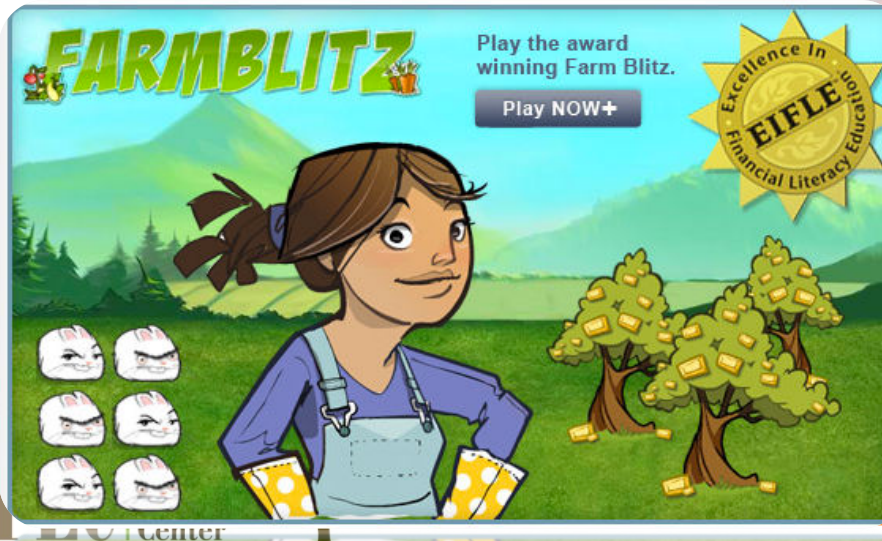 FARMBLITZ
Play the award
winning Farm Blitz.
Play NOW+
Excellence In
EIFLE
Financial Literacy Education
Center